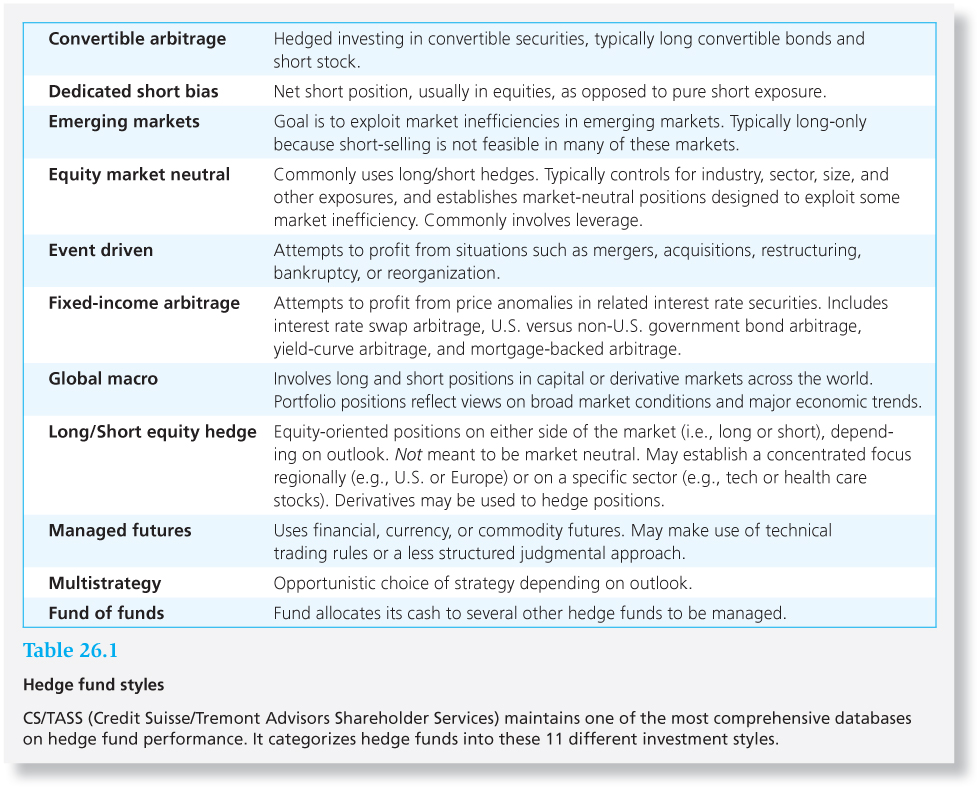 Convertible arbitrage Hedged investing in convertible securities, typically long convertible bonds and
short stock.
Dedicated short bias Net short position, usually in equities, as opposed to pure short exposure.
Emerging markets Goal is to exploit market inefficiencies in emerging markets. Typically long-only
because short-selling is not feasible in many of these markets.
Equity market neutral Commonly uses long/short hedges. Typically controls for industry, sector, size, and
other exposures, and establishes market-neutral positions designed to exploit some
market inefficiency. Commonly involves leverage.
Event driven Attempts to profit from situations such as mergers, acquisitions, restructuring,
bankruptcy, or reorganization.
Fixed-income arbitrage Attempts to profit from price anomalies in related interest rate securities. Includes
interest rate swap arbitrage, U.S. versus non-U.S. government bond arbitrage,
yield-curve arbitrage, and mortgage-backed arbitrage.
Global macro Involves long and short positions in capital or derivative markets across the world.
Portfolio positions reflect views on broad market conditions and major economic trends.
Long/Short equity hedge Equity-oriented positions on either side of the market (i.e., long or short), depend-
ing on outlook. Not meant to be market neutral. May establish a concentrated focus
regionally (e.g., U.S. or Europe) or on a specific sector (e.g., tech or health care
stocks). Derivatives may be used to hedge positions.
Managed futures Uses financial, currency, or commodity futures. May make use of technical
trading rules or a less structured judgmental approach.
Multistrategy Opportunistic choice of strategy depending on outlook.
Fund of funds Fund allocates its cash to several other hedge funds to be managed.
Table 26.1
Hedge fund styles
CS/TASS (Credit Suisse/Tremont Advisors Shareholder Services) maintains one of the most comprehensive databases
on hedge fund performance. It categorizes hedge funds into these 11 different investment styles.